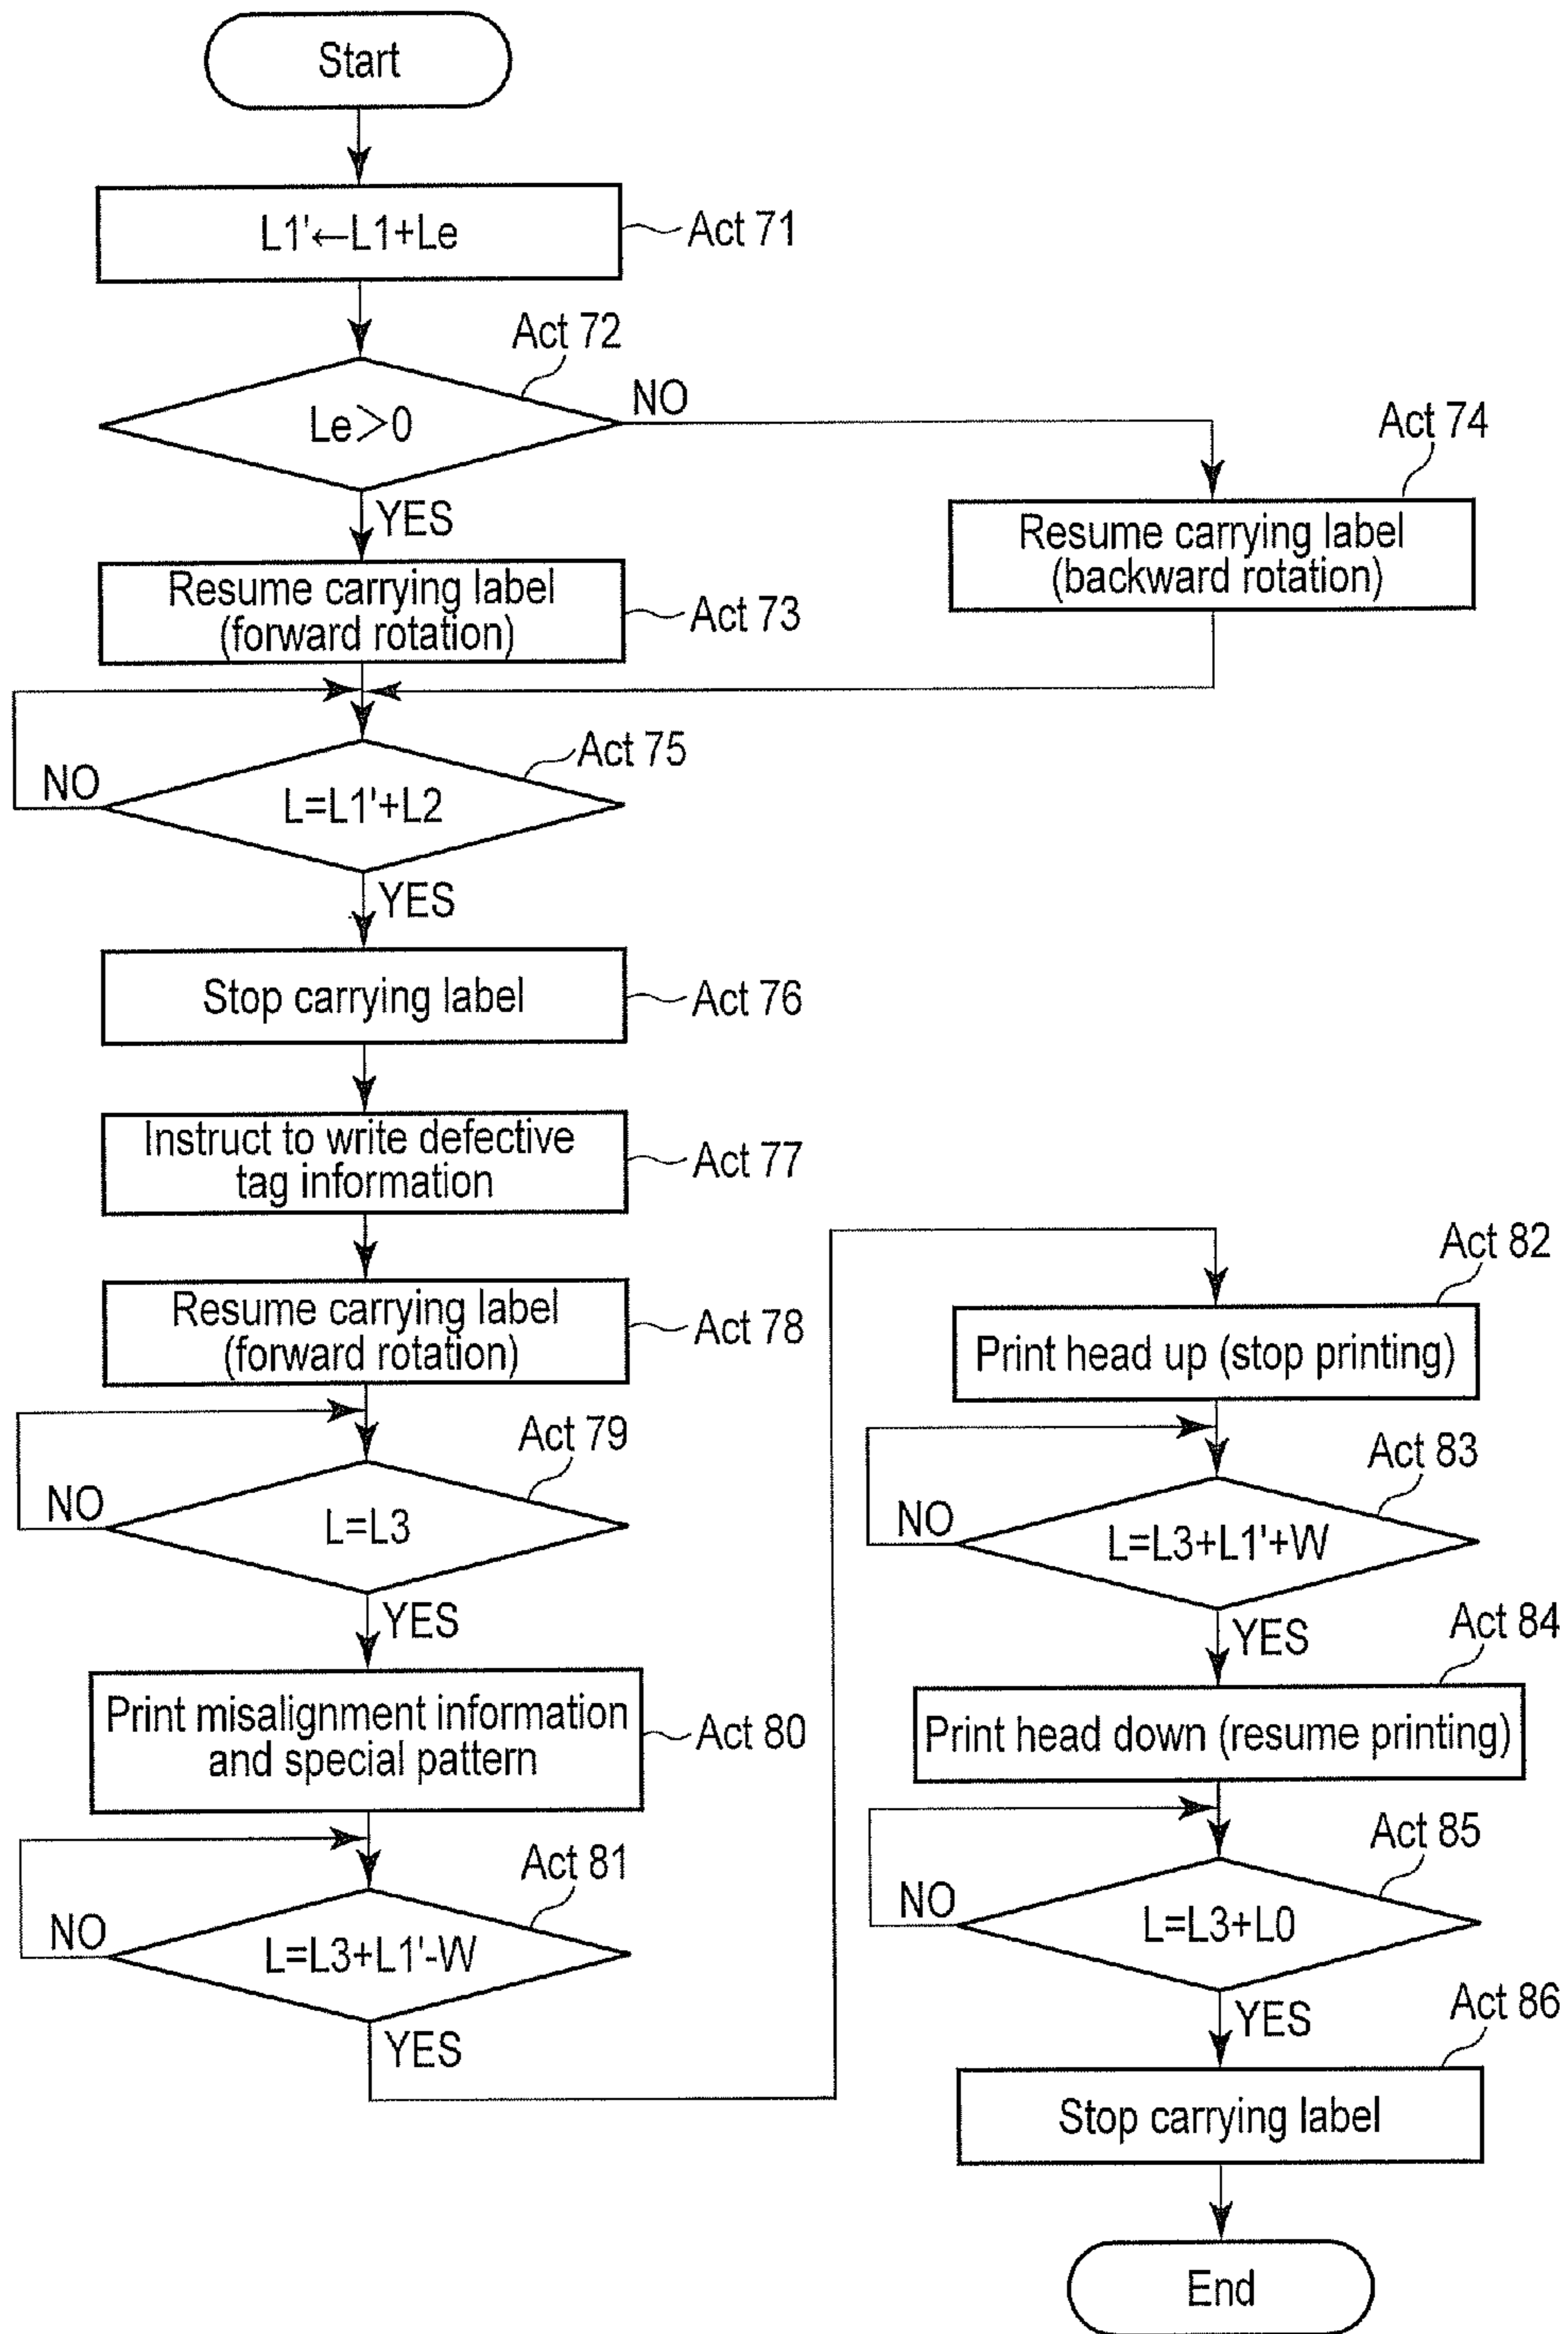 Start
L1'←L1+Le
Act 71
Act 72
Le>0
NO
YES
Act 74
Resume carrying label
(backward rotation)
Resume carrying label
(forward rotation)
Act 73
Act 75
NO
L=L1'+L2
YES
Stop carrying label
Act 76
Instruct to write defective
tag information
Act 77
Resume carrying label
(forward rotation)
Act 78
Act 79
NO
L=L3
YES
Print misalignment information
and special pattern
Act 80
Act 81
NO
L=L3+L1'-W
YES
Act 82
Print head up (stop printing)
Act 83
NO
L=L3+L1'+W
YES
Act 84
Print head down (resume printing)
Act 85
NO
L=L3+L0
YES
Act 86
Stop carrying label
End